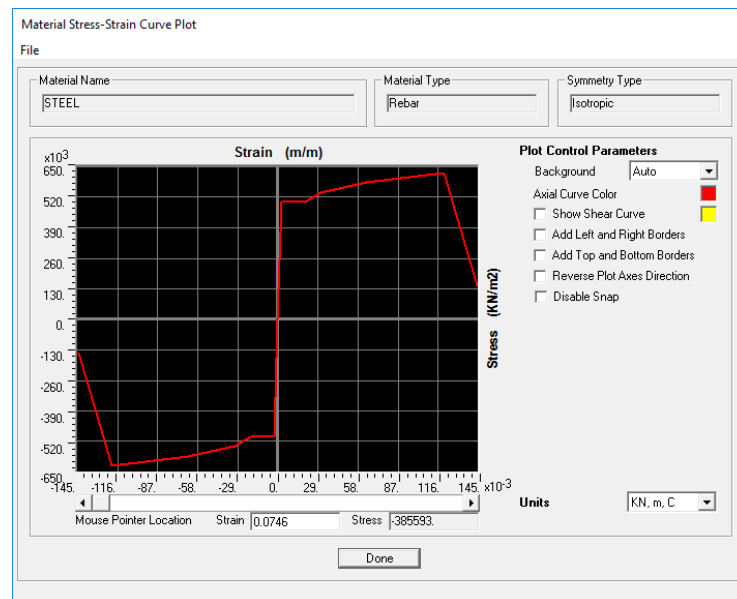 Material Stress-Strain Curve Plot
File
Material Name
STEEL
Material Type
Rebar
Symmetry Type
Isotropic
Strain (m/m)
x10³
650.
520.
390.
260.
130.
0.
-130.
-260.
-390.
-520.
-650.
-145. -116. -87. -58. -29. 0. 29. 58. 87. 116. 145. x10⁻³
Stress (KN/m2)
Mouse Pointer Location Strain 0.0746 Stress -385593.
Plot Control Parameters
Background Auto
Axial Curve Color
Show Shear Curve
Add Left and Right Borders
Add Top and Bottom Borders
Reverse Plot Axes Direction
Disable Snap
Units KN, m, C
Done